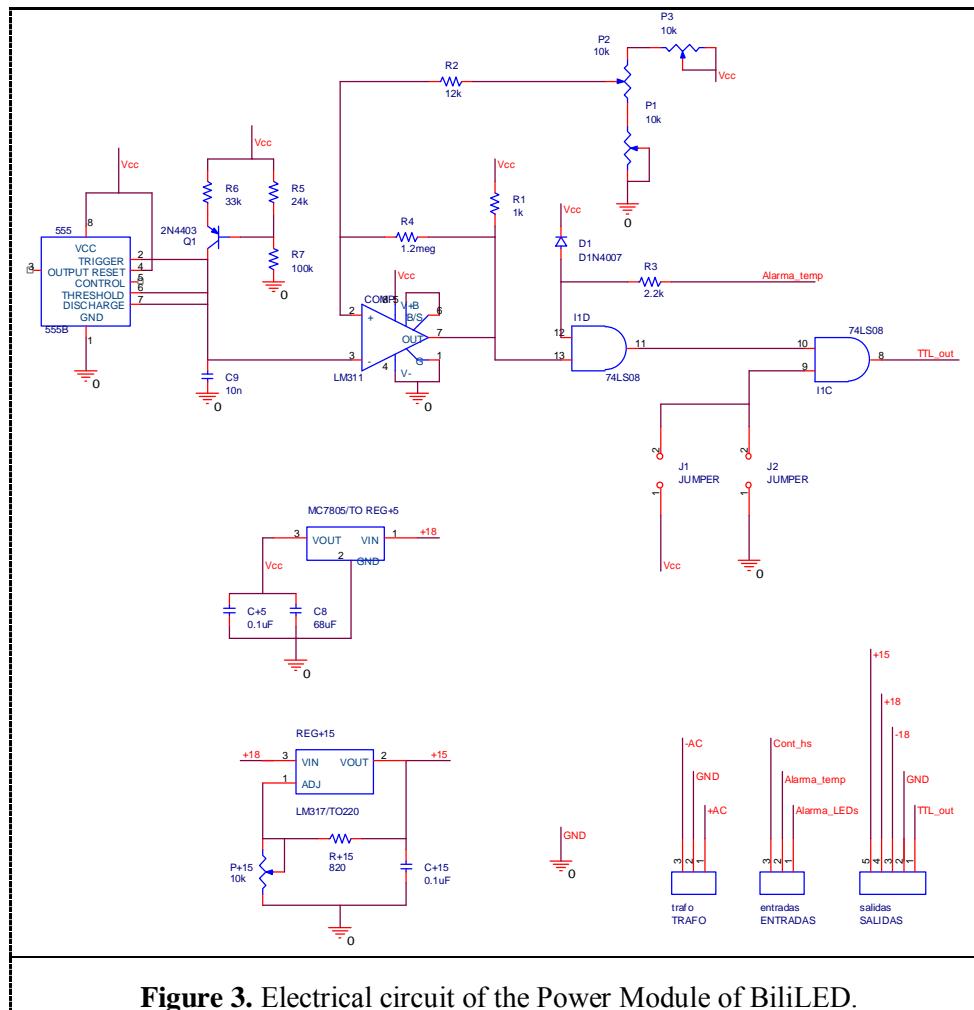 P3
10k
P2
10k
Vcc
R2
12k
P1
10k
0
Vcc
Vcc
R6
33k
R5
24k
2N4403
Q1
R7
100k
0
Vcc
R1
1k
R4
1.2meg
Vcc
D1
D1N4007
R3
2.2k
Alarma_temp
555
8
VCC
TRIGGER
OUTPUT RESET
CONTROL
THRESHOLD
DISCHARGE
GND
3
2
4
5
6
7
1
555B
0
C9
10n
0
Vcc
COMP
5
V+B
B/S
6
2
+
OUT
7
3
-
G
1
4
V-
LM311
0
I1D
12
13
11
74LS08
74LS08
10
9
8
TTL_out
I1C
2
1
J1
JUMPER
2
1
J2
JUMPER
Vcc
0
MC7805/TO REG+5
3
VOUT
VIN
1
+18
2
GND
Vcc
C+5
0.1uF
C8
68uF
0
REG+15
+18
3
VIN
VOUT
2
+15
1
ADJ
LM317/TO220
P+15
10k
R+15
820
C+15
0.1uF
0
GND
0
-AC
GND
+AC
3
2
1
trafo
TRAFO
Cont_hs
Alarma_temp
Alarma_LEDs
3
2
1
entradas
ENTRADAS
+15
+18
-18
GND
TTL_out
5
4
3
2
1
salidas
SALIDAS
Figure 3. Electrical circuit of the Power Module of BiliLED.